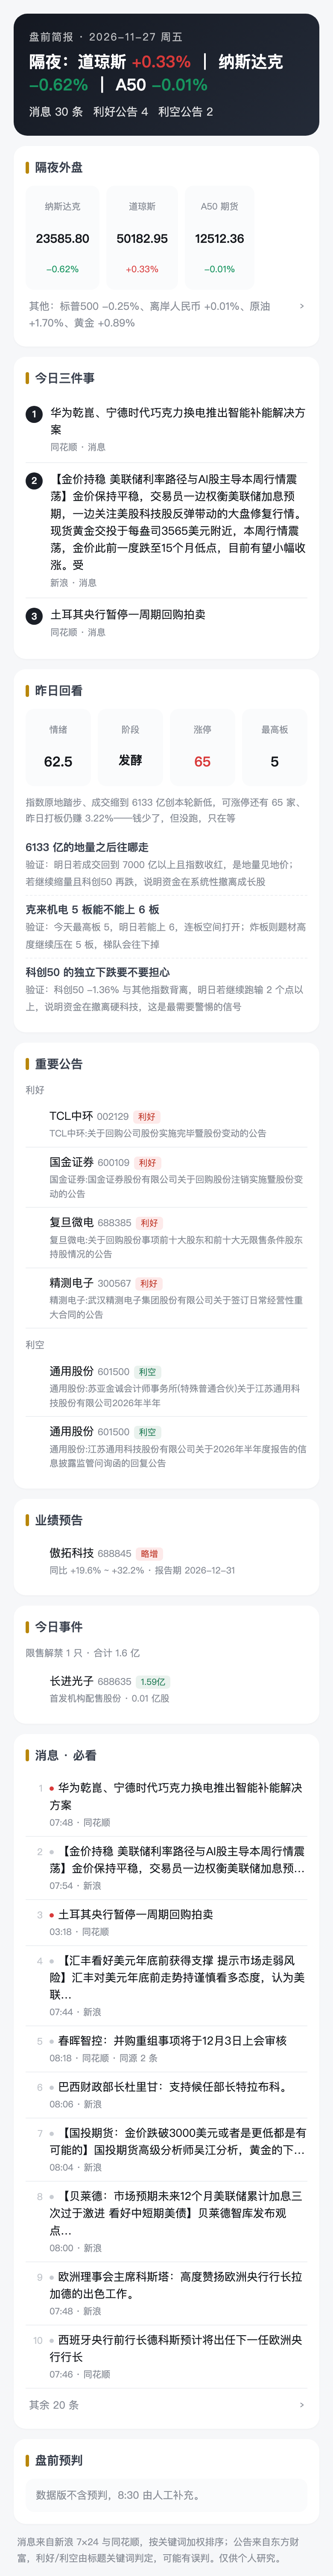 盘前简报 · 2026-11-27 周五
隔夜：道琼斯 +0.33% ｜ 纳斯达克
-0.62% ｜ A50 -0.01%
消息 30 条 利好公告 4 利空公告 2
隔夜外盘
纳斯达克 道琼斯 A50 期货
23585.80 50182.95 12512.36
-0.62% +0.33% -0.01%
其他：标普500 -0.25%、离岸人民币 +0.01%、原油 >
+1.70%、黄金 +0.89%
今日三件事
1 华为乾崑、宁德时代巧克力换电推出智能补能解决方
案
同花顺 · 消息
2 【金价持稳 美联储利率路径与AI股主导本周行情震
荡】金价保持平稳，交易员一边权衡美联储加息预
期，一边关注美股科技股反弹带动的大盘修复行情。
现货黄金交投于每盎司3565美元附近，本周行情震
荡，金价此前一度跌至15个月低点，目前有望小幅收
涨。受
新浪 · 消息
3 土耳其央行暂停一周期回购拍卖
同花顺 · 消息
昨日回看
情绪 阶段 涨停 最高板
62.5 发酵 65 5
指数原地踏步、成交缩到 6133 亿创本轮新低，可涨停还有 65 家、
昨日打板仍赚 3.22%——钱少了，但没跑，只在等
6133 亿的地量之后往哪走
验证：明日若成交回到 7000 亿以上且指数收红，是地量见地价；
若继续缩量且科创50 再跌，说明资金在系统性撤离成长股
克来机电 5 板能不能上 6 板
验证：今天最高板 5，明日若能上 6，连板空间打开；炸板则题材高
度继续压在 5 板，梯队会往下掉
科创50 的独立下跌要不要担心
验证：科创50 -1.36% 与其他指数背离，明日若继续跑输 2 个点以
上，说明资金在撤离硬科技，这是最需要警惕的信号
重要公告
利好
TCL中环 002129 利好
TCL中环:关于回购公司股份实施完毕暨股份变动的公告
国金证券 600109 利好
国金证券:国金证券股份有限公司关于回购股份注销实施暨股份变
动的公告
复旦微电 688385 利好
复旦微电:关于回购股份事项前十大股东和前十大无限售条件股东
持股情况的公告
精测电子 300567 利好
精测电子:武汉精测电子集团股份有限公司关于签订日常经营性重
大合同的公告
利空
通用股份 601500 利空
通用股份:苏亚金诚会计师事务所(特殊普通合伙)关于江苏通用科
技股份有限公司2026年半年
通用股份 601500 利空
通用股份:江苏通用科技股份有限公司关于2026年半年度报告的信
息披露监管问询函的回复公告
业绩预告
傲拓科技 688845 略增
同比 +19.6% ~ +32.2% · 报告期 2026-12-31
今日事件
限售解禁 1 只 · 合计 1.6 亿
长进光子 688635 1.59亿
首发机构配售股份 · 0.01 亿股
消息 · 必看
1 华为乾崑、宁德时代巧克力换电推出智能补能解决
方案
07:48 · 同花顺
2 【金价持稳 美联储利率路径与AI股主导本周行情震
荡】金价保持平稳，交易员一边权衡美联储加息预…
07:54 · 新浪
3 土耳其央行暂停一周期回购拍卖
03:18 · 同花顺
4 【汇丰看好美元年底前获得支撑 提示市场走弱风
险】汇丰对美元年底前走势持谨慎看多态度，认为美
联…
07:44 · 新浪
5 春晖智控：并购重组事项将于12月3日上会审核
08:18 · 同花顺 · 同源 2 条
6 巴西财政部长杜里甘：支持候任部长特拉布科。
08:06 · 新浪
7 【国投期货：金价跌破3000美元或者是更低都是有
可能的】国投期货高级分析师吴江分析，黄金的下…
08:04 · 新浪
8 【贝莱德：市场预期未来12个月美联储累计加息三
次过于激进 看好中短期美债】贝莱德智库发布观
点…
08:00 · 新浪
9 欧洲理事会主席科斯塔：高度赞扬欧洲央行行长拉
加德的出色工作。
07:48 · 新浪
10 西班牙央行前行长德科斯预计将出任下一任欧洲央
行行长
07:46 · 同花顺
其余 20 条 >
盘前预判
数据版不含预判，8:30 由人工补充。
消息来自新浪 7×24 与同花顺，按关键词加权排序；公告来自东方财
富，利好/利空由标题关键词判定，可能有误判。仅供个人研究。